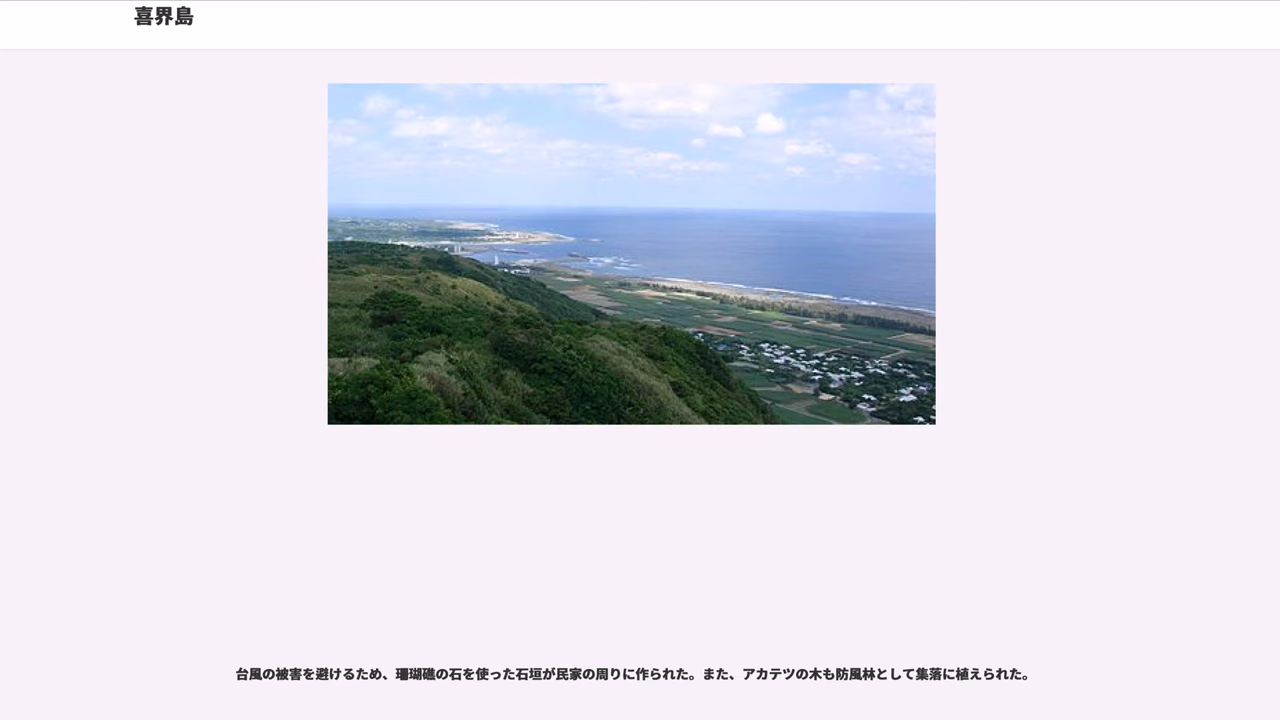 喜界島
台風の被害を避けるため、珊瑚礁の石を使った石垣が民家の周りに作られた。また、アカテツの木も防風林として集落に植えられた。